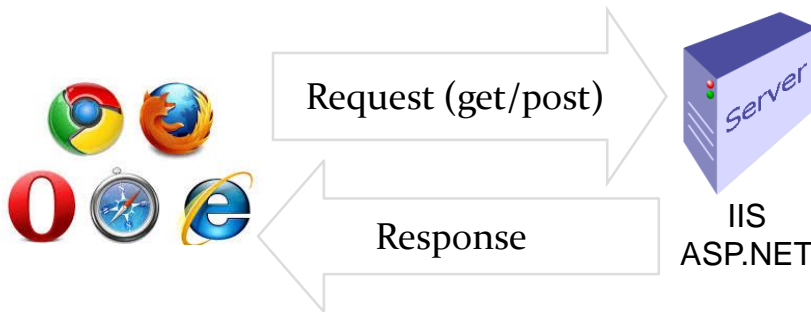 Request (get/post)
Server
Response
IIS
ASP.NET